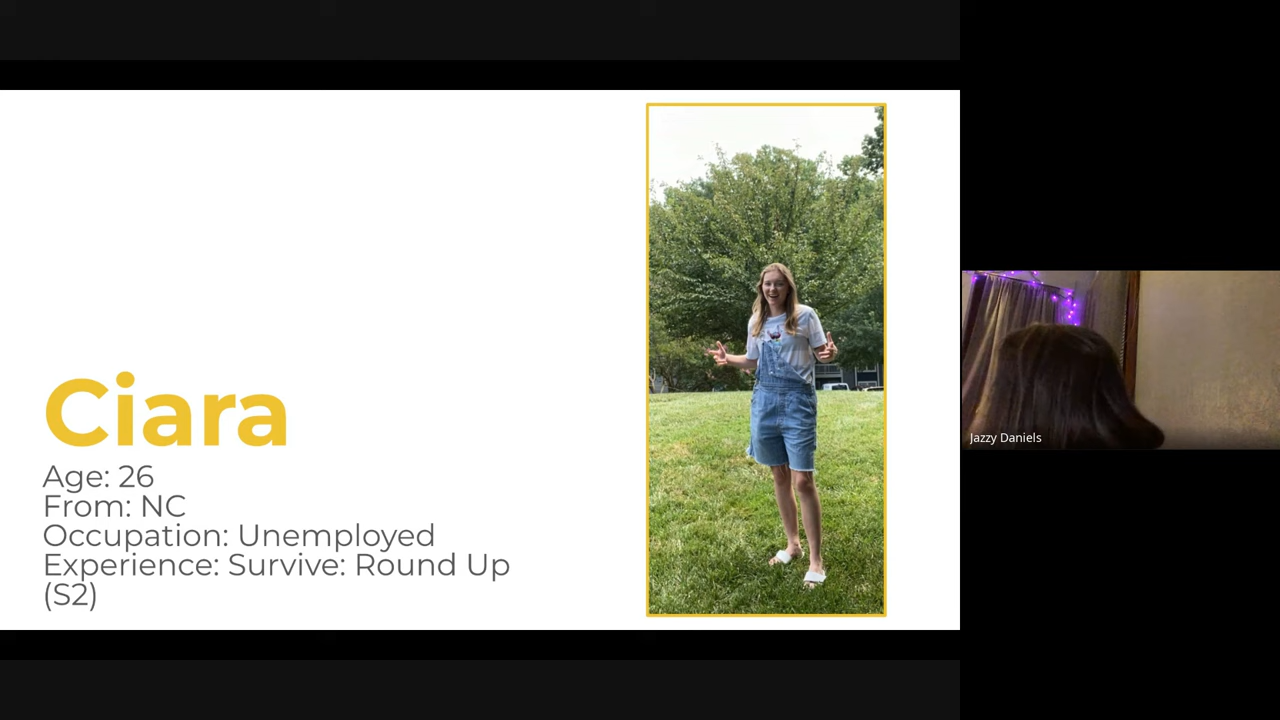 Ciara
Age: 26
From: NC
Occupation: Unemployed
Experience: Survive: Round Up
(S2)
Jazzy Daniels